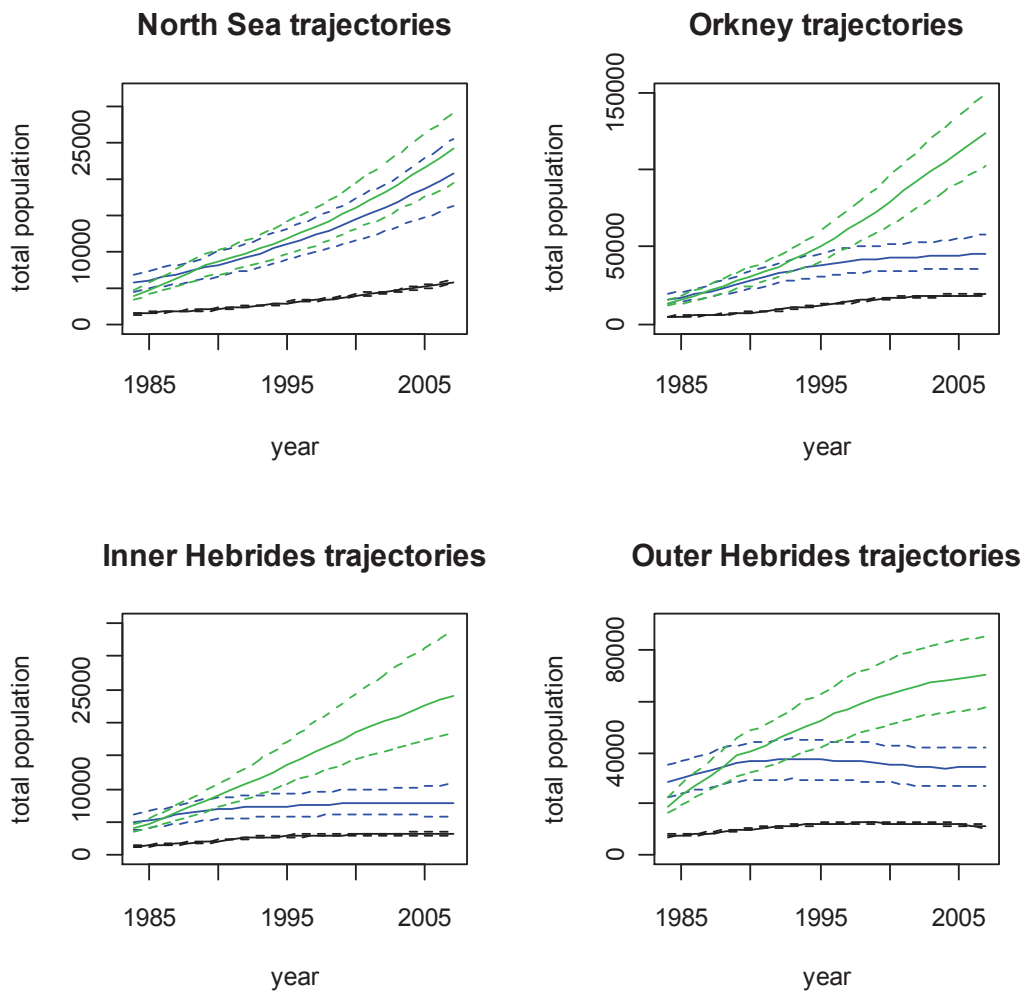 North Sea trajectories
total population
0
10000
25000
1985
1995
2005
year
Orkney trajectories
total population
0
50000
150000
1985
1995
2005
year
Inner Hebrides trajectories
total population
0
10000
25000
1985
1995
2005
year
Outer Hebrides trajectories
total population
0
40000
80000
1985
1995
2005
year